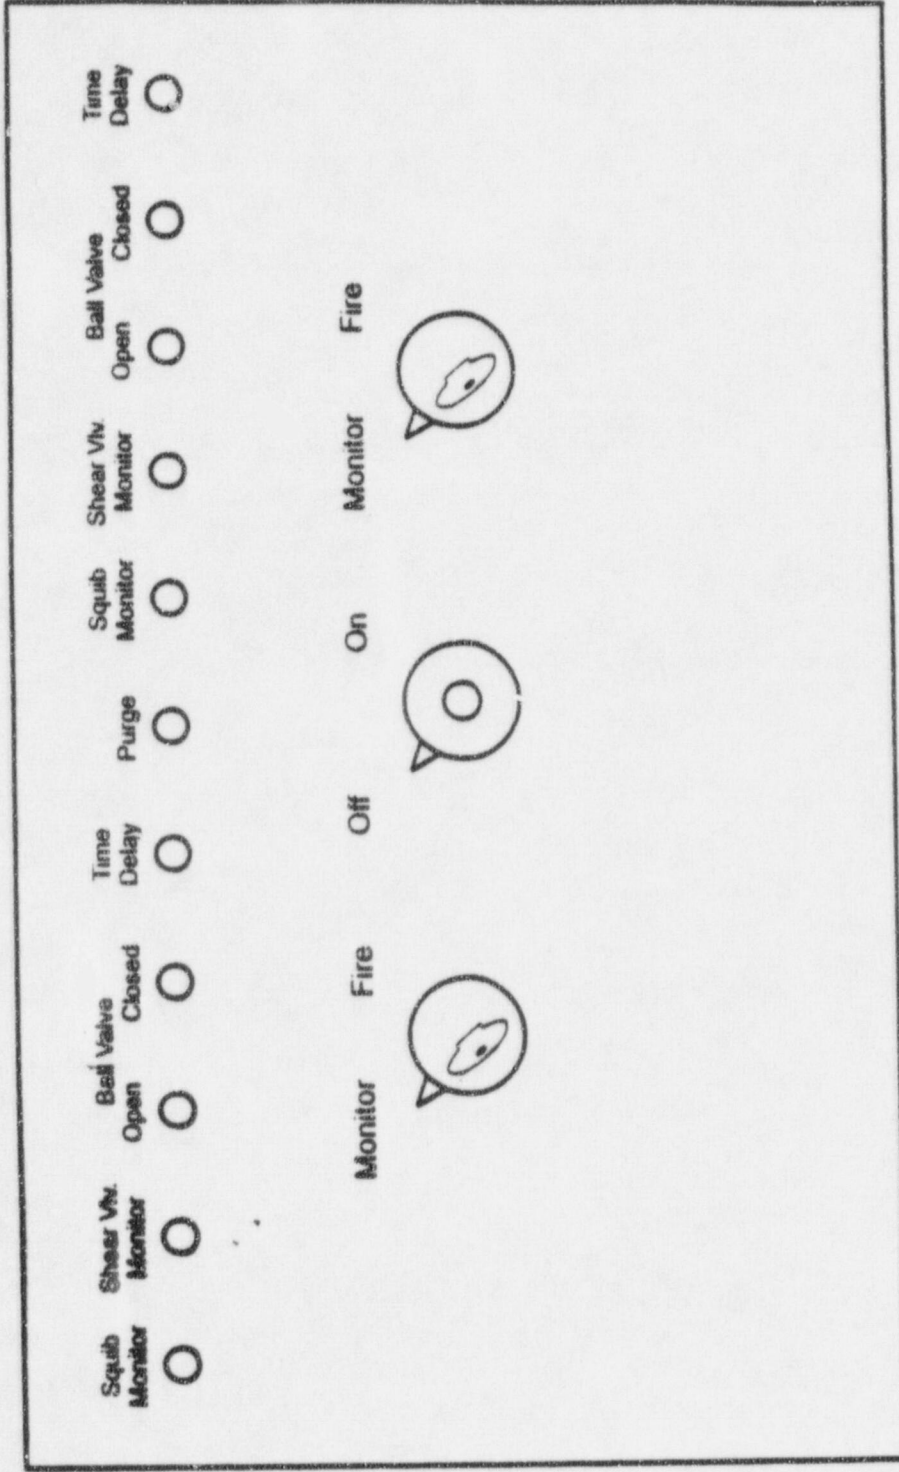 Squib
Monitor
Shear Vlv.
Monitor
Ball Valve
Open Closed
Time
Delay
Purge
Squib
Monitor
Shear Vlv.
Monitor
Ball Valve
Open Closed
Time
Delay
Monitor Fire
Off On
Monitor Fire